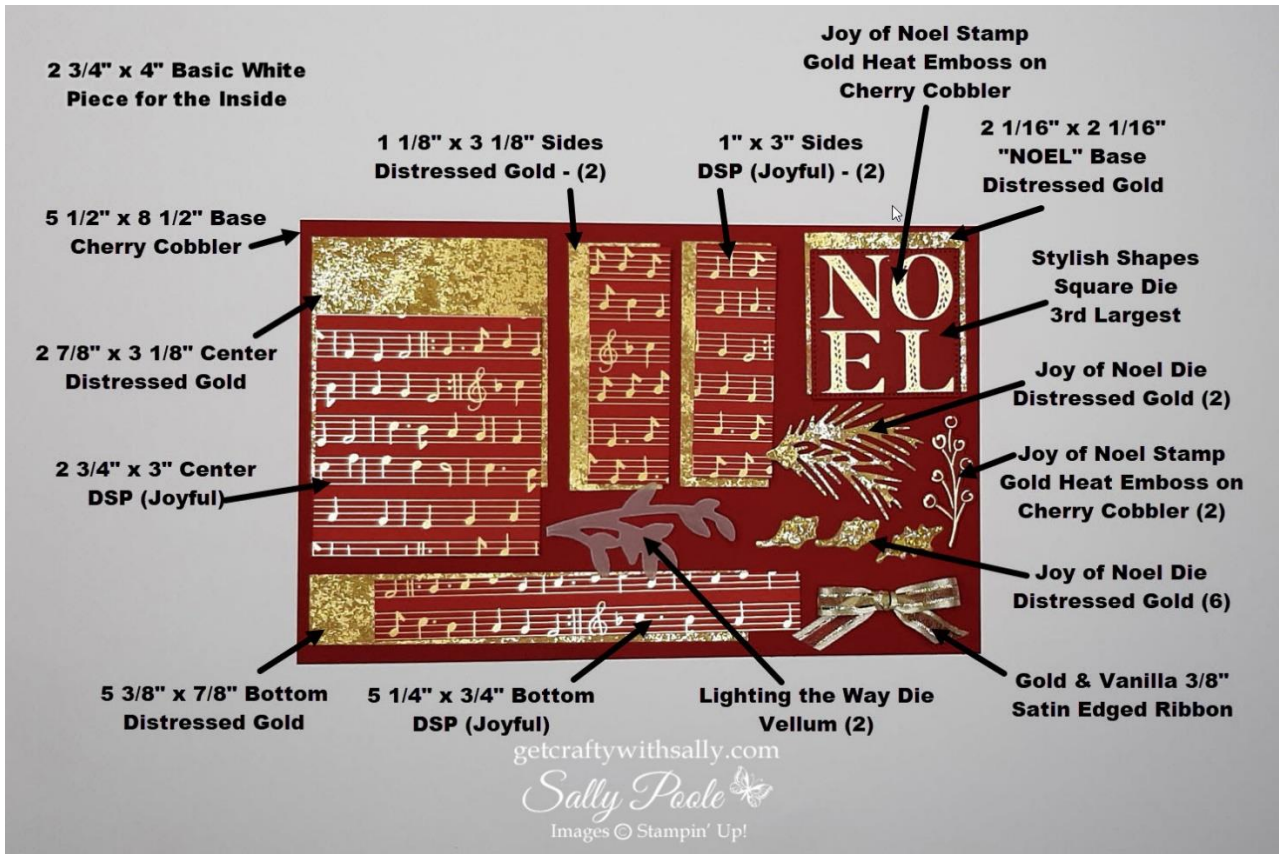 Joy of Noel Stamp
Gold Heat Emboss on
Cherry Cobbler
2 3/4" x 4" Basic White
Piece for the Inside
1 1/8" x 3 1/8" Sides
Distressed Gold - (2)
1" x 3" Sides
DSP (Joyful) - (2)
2 1/16" x 2 1/16"
"NOEL" Base
Distressed Gold
5 1/2" x 8 1/2" Base
Cherry Cobbler
NO
EL
Stylish Shapes
Square Die
3rd Largest
2 7/8" x 3 1/8" Center
Distressed Gold
Joy of Noel Die
Distressed Gold (2)
2 3/4" x 3" Center
DSP (Joyful)
Joy of Noel Stamp
Gold Heat Emboss on
Cherry Cobbler (2)
Joy of Noel Die
Distressed Gold (6)
5 3/8" x 7/8" Bottom
Distressed Gold
5 1/4" x 3/4" Bottom
DSP (Joyful)
Lighting the Way Die
Vellum (2)
Gold & Vanilla 3/8"
Satin Edged Ribbon
getcraftywithsally.com
Sally Poole
Images © Stampin' Up!